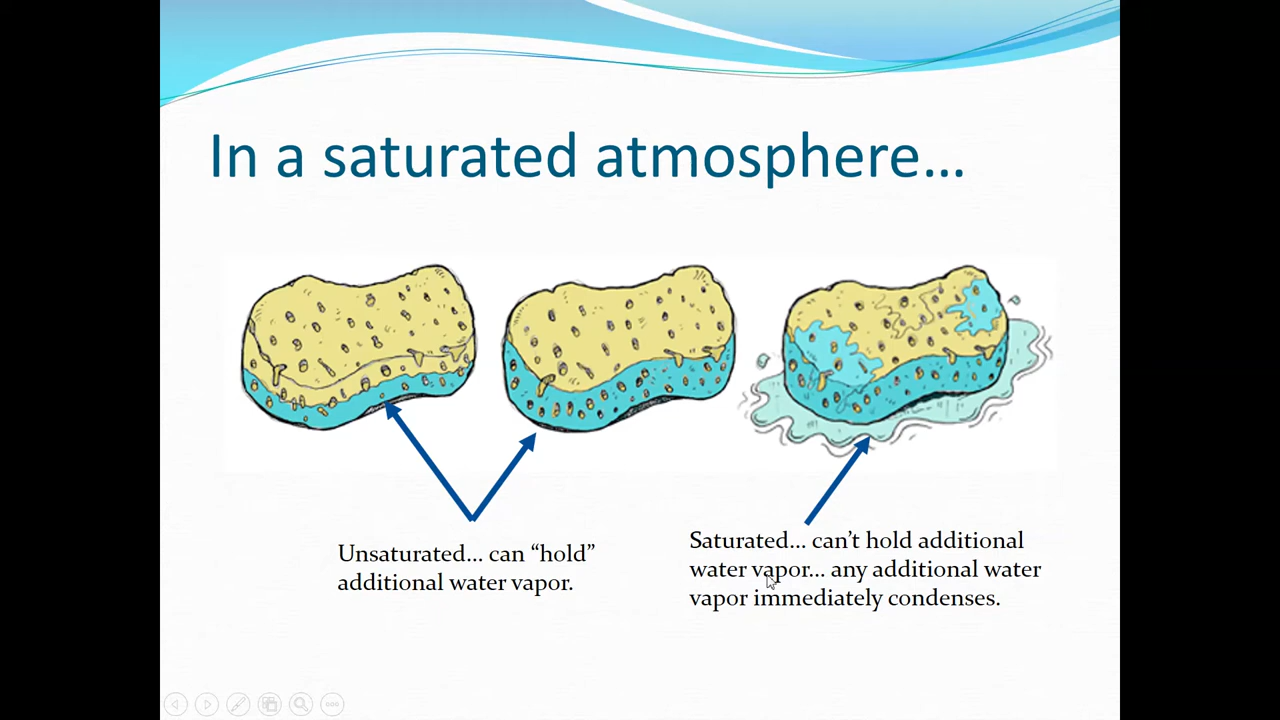 In a saturated atmosphere…
Unsaturated… can “hold”
additional water vapor.
Saturated… can’t hold additional
water vapor… any additional water
vapor immediately condenses.